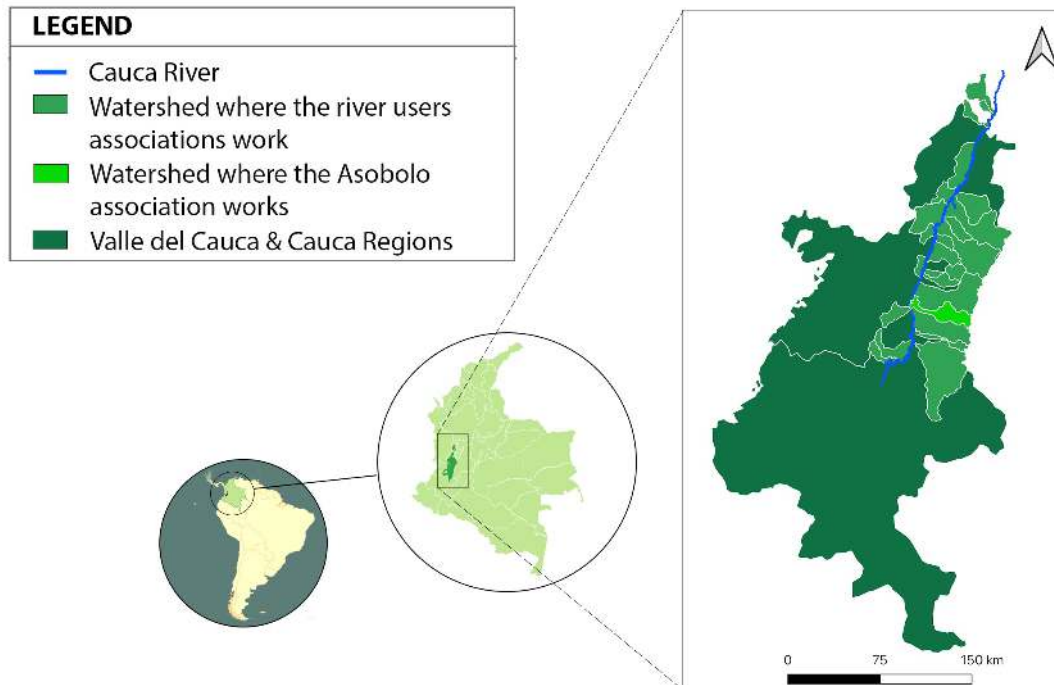 LEGEND
Cauca River
Watershed where the river users
associations work
Watershed where the Asobolo
association works
Valle del Cauca & Cauca Regions
0 75 150 km